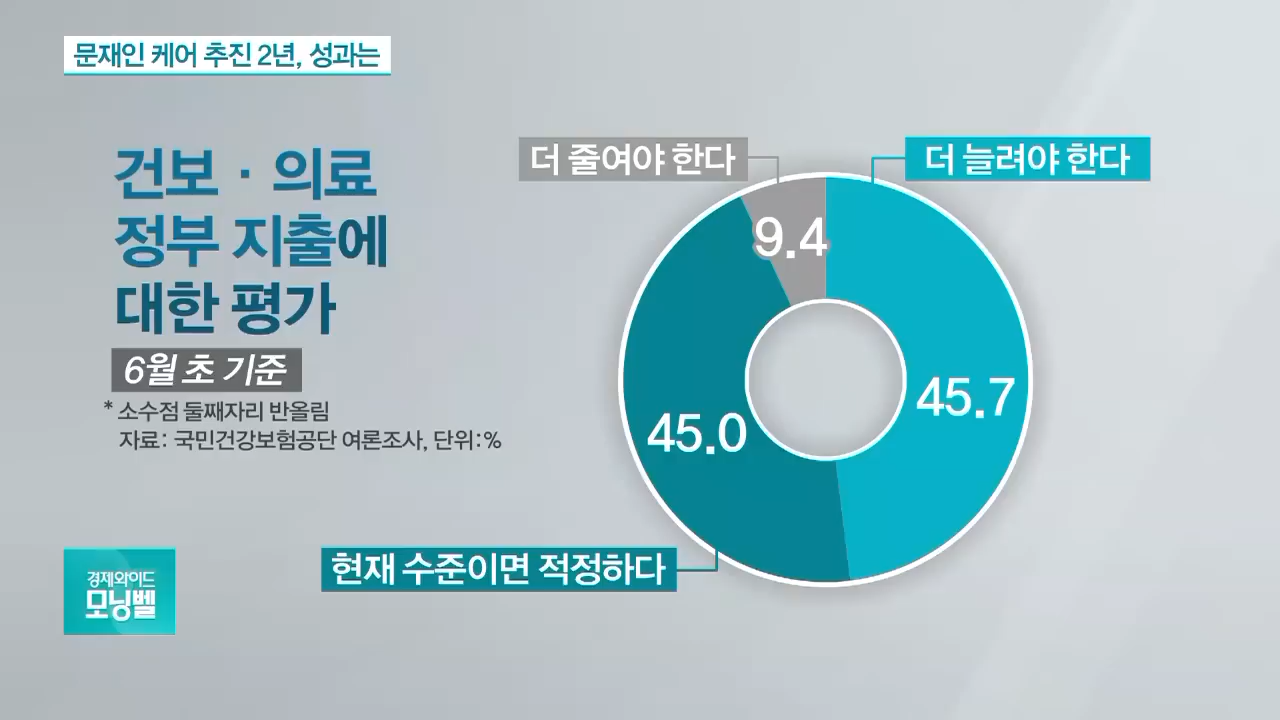 문재인 케어 추진 2년, 성과는
건보 · 의료
정부 지출에
대한 평가
6월 초 기준
* 소수점 둘째자리 반올림
자료: 국민건강보험공단 여론조사, 단위:%
더 줄여야 한다
더 늘려야 한다
9.4
45.7
45.0
현재 수준이면 적정하다
경제와이드
모닝벨